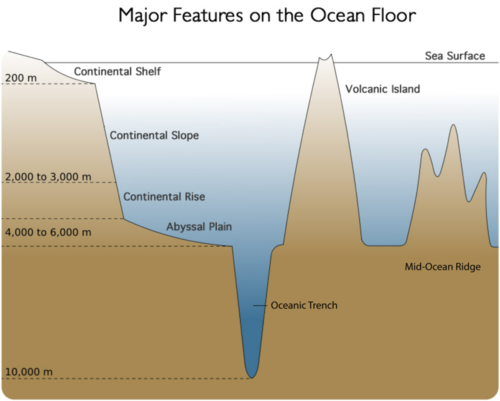 Major Features on the Ocean Floor
Sea Surface
Continental Shelf
200 m
Volcanic Island
Continental Slope
2,000 to 3,000 m
Continental Rise
Abyssal Plain
4,000 to 6,000 m
Mid-Ocean Ridge
Oceanic Trench
10,000 m